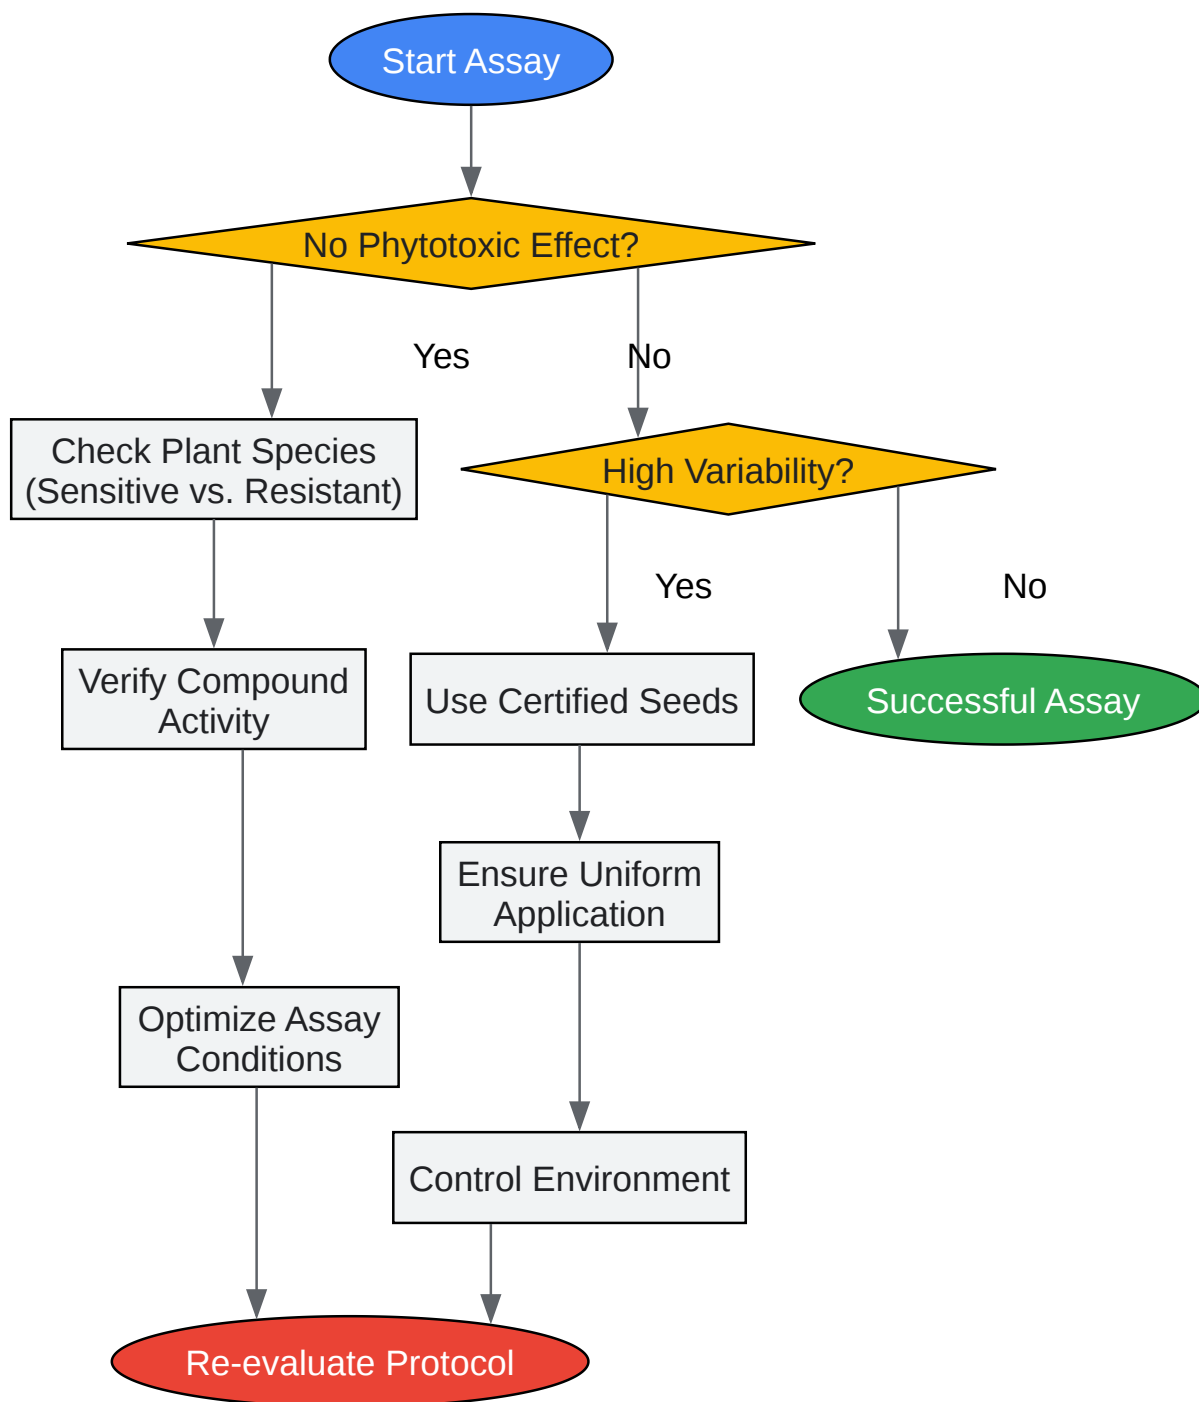 Start Assay
No Phytotoxic Effect?
Yes
No
Check Plant Species
(Sensitive vs. Resistant)
High Variability?
Yes
No
Verify Compound
Activity
Use Certified Seeds
Successful Assay
Ensure Uniform
Application
Optimize Assay
Conditions
Control Environment
Re-evaluate Protocol